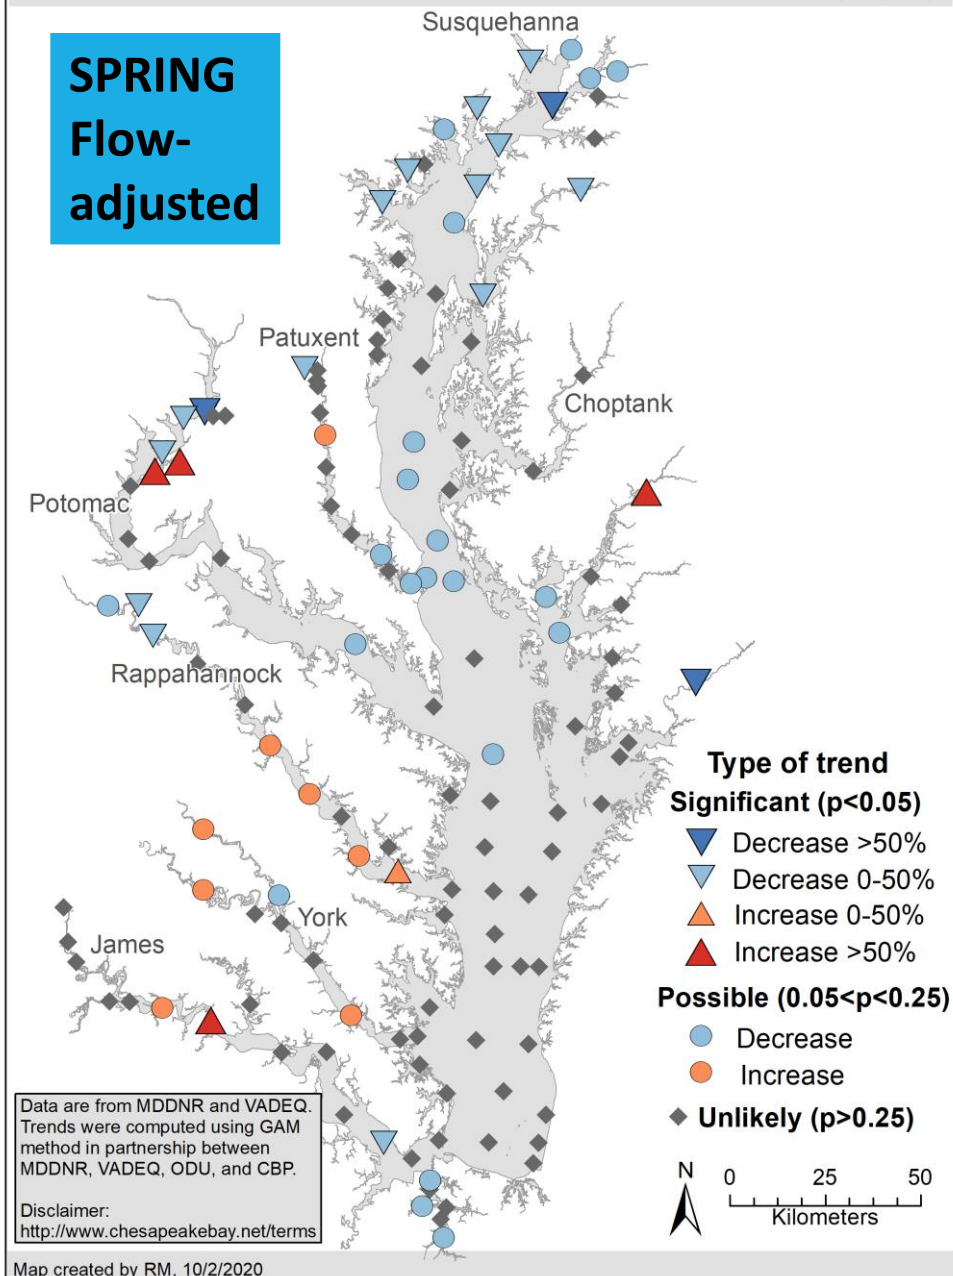 Susquehanna
SPRING
Flow-
adjusted
Patuxent
Choptank
Potomac
Rappahannock
York
James
Type of trend
Significant (p<0.05)
Decrease >50%
Decrease 0-50%
Increase 0-50%
Increase >50%
Possible (0.05<p<0.25)
Decrease
Increase
Unlikely (p>0.25)
Data are from MDDNR and VADEQ.
Trends were computed using GAM
method in partnership between
MDDNR, VADEQ, ODU, and CBP.
Disclaimer:
http://www.chesapeakebay.net/terms
N
0 25 50
Kilometers
Map created by RM, 10/2/2020